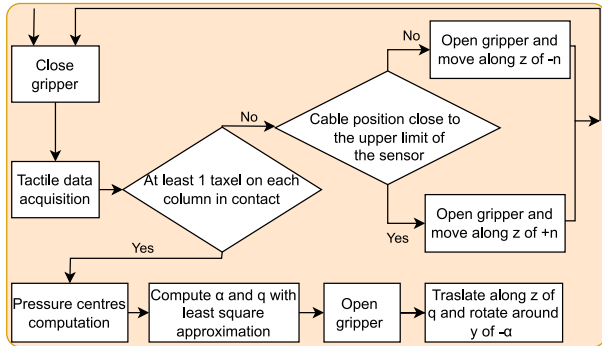 Close
gripper
Tactile data
acquisition
At least 1 taxel on each
column in contact
No
Cable position close to
the upper limit of
the sensor
No
Open gripper and
move along z of -n
Yes
Open gripper and
move along z of +n
Yes
Pressure centres
computation
Compute α and q with
least square
approximation
Open
gripper
Traslate along z of
q and rotate around
y of -α